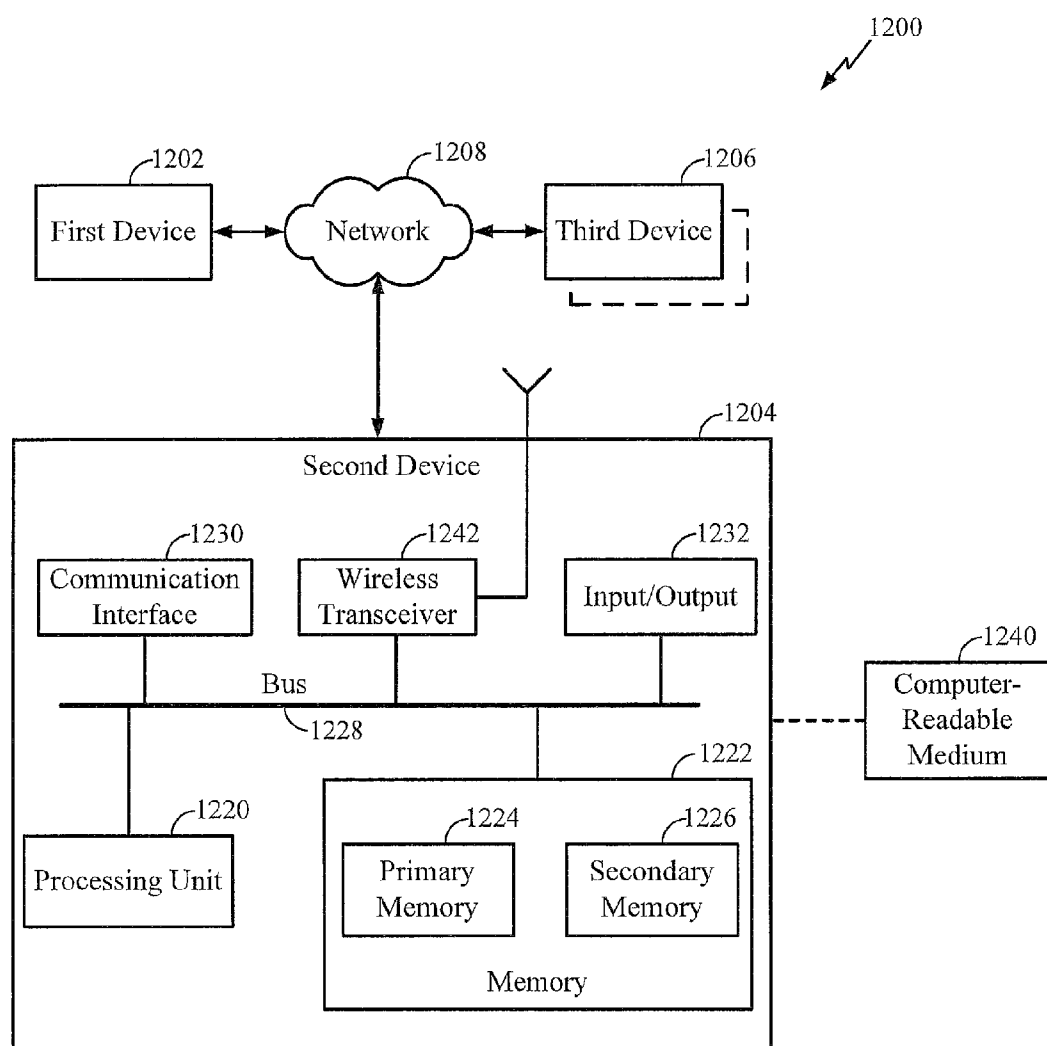 1200
1202
1208
1206
First Device
Network
Third Device
1204
Second Device
1230
1242
1232
Communication
Interface
Wireless
Transceiver
Input/Output
1240
Computer-
Readable
Medium
Bus
1228
1222
1220
Processing Unit
1224
1226
Primary
Memory
Secondary
Memory
Memory